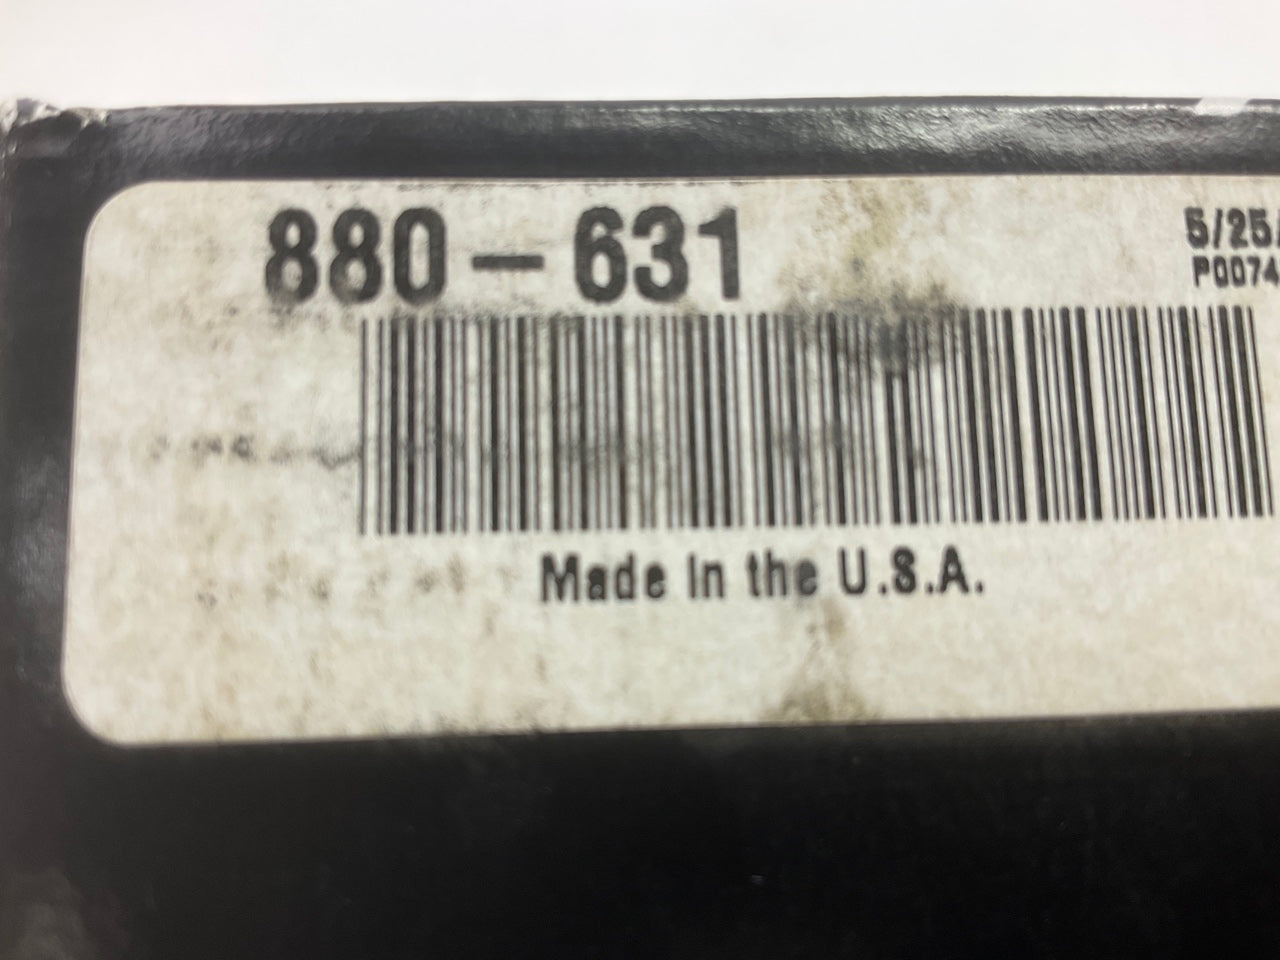 880-631
5/25/
P0074
Made In the U.S.A.